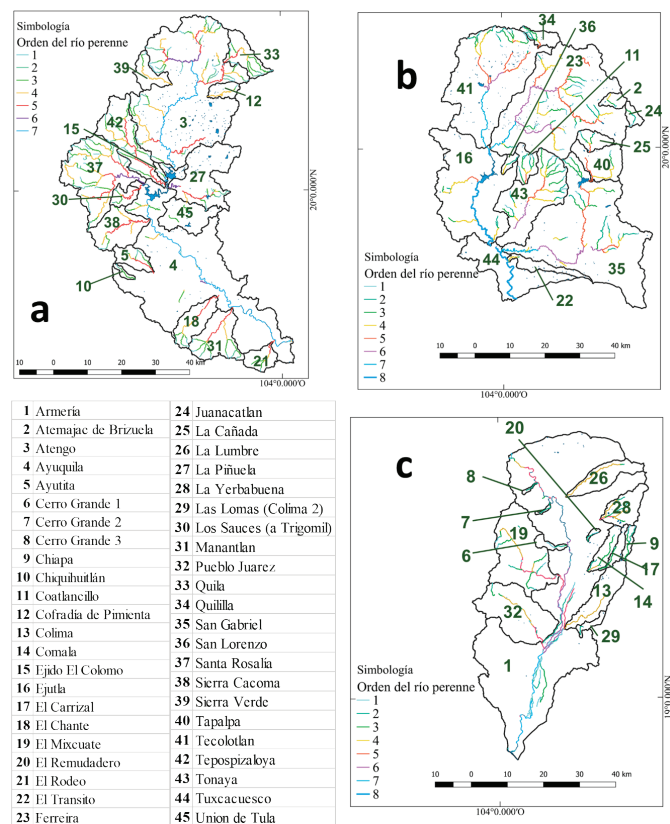 Simbología
Orden del río perenne
1
2
3
4
5
6
7
33
39
12
42
3
15
37
27
30
45
38
5
4
10
a
18
31
21
10 0 10 20 30 40 km
104°0.000'O
20°0.000'N
34
36
11
b
23
41
2
24
25
16
40
43
44
35
22
Simbología
Orden del río perenne
1
2
3
4
5
6
7
8
10 0 10 20 30 40 km
104°0.000'O
20°0.000'N
1 Armería
2 Atemajac de Brizuela
3 Atengo
4 Ayuquila
5 Ayutita
6 Cerro Grande 1
7 Cerro Grande 2
8 Cerro Grande 3
9 Chiapa
10 Chiquihuitlán
11 Coatlancillo
12 Cofradía de Pimienta
13 Colima
14 Comala
15 Ejido El Colomo
16 Ejutla
17 El Carrizal
18 El Chante
19 El Mixcuate
20 El Remudadero
21 El Rodeo
22 El Transito
23 Ferreira
24 Juanacatlan
25 La Cañada
26 La Lumbre
27 La Piñuela
28 La Yerbabuena
29 Las Lomas (Colima 2)
30 Los Sauces (a Trigomil)
31 Manantlan
32 Pueblo Juarez
33 Quila
34 Quililla
35 San Gabriel
36 San Lorenzo
37 Santa Rosalía
38 Sierra Cacoma
39 Sierra Verde
40 Tapalpa
41 Tecolotlan
42 Tepospizaloya
43 Tonaya
44 Tuxcacuesco
45 Union de Tula
20
c
8
26
7
28
19
9
6
17
14
13
32
29
1
Simbología
Orden del río perenne
1
2
3
4
5
6
7
8
10 0 10 20 30 40 km
104°0.000'O
19°0.000'N